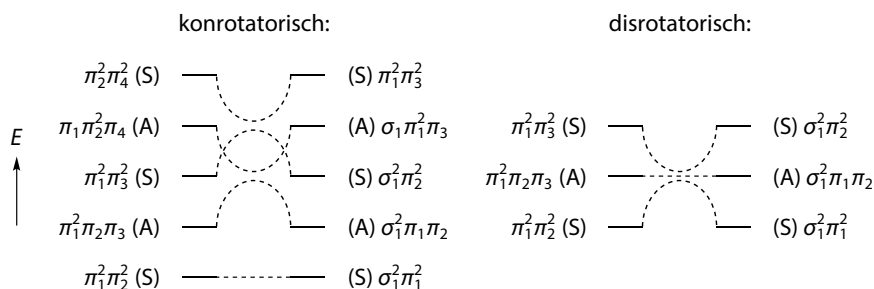 konrotatorisch:
disrotatorisch:
π₂²π₄² (S)
(S) π₁²π₃²
π₁π₂²π₄ (A)
(A) σ₁π₁²π₃
π₁²π₃² (S)
(S) σ₁²π₂²
E
π₁²π₃² (S)
(S) σ₁²π₂²
π₁²π₂π₃ (A)
(A) σ₁²π₁π₂
π₁²π₂π₃ (A)
(A) σ₁²π₁π₂
π₁²π₂² (S)
(S) σ₁²π₁²
π₁²π₂² (S)
(S) σ₁²π₁²